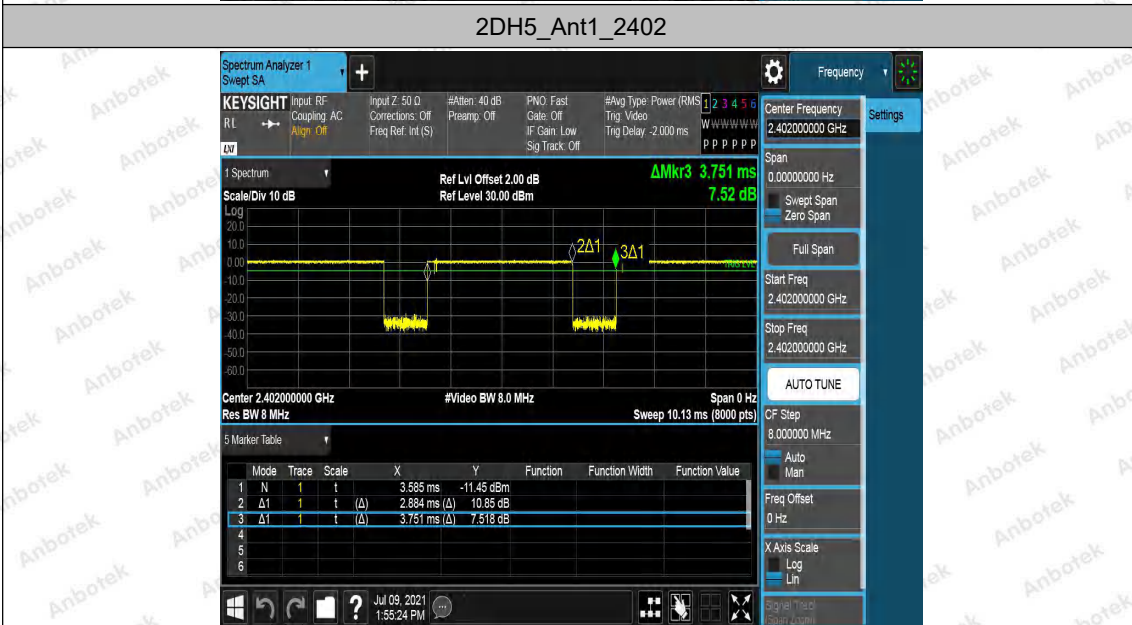 2DH5_Ant1_2402
Spectrum Analyzer 1
Swept SA
+
Frequency
KEYSIGHT
RL
LXI
Input: RF
Coupling: AC
Align: Off
Input Z: 50 Ω
Corrections: Off
Freq Ref: Int (S)
#Atten: 40 dB
Preamp: Off
PNO: Fast
Gate: Off
IF Gain: Low
Sig Track: Off
#Avg Type: Power (RMS
Trig: Video
Trig Delay: -2.000 ms
1 2 3 4 5 6
W W W W W W
P P P P P P
Center Frequency
2.402000000 GHz
Settings
Span
0.00000000 Hz
Swept Span
Zero Span
Full Span
Start Freq
2.402000000 GHz
Stop Freq
2.402000000 GHz
AUTO TUNE
CF Step
8.000000 MHz
Auto
Man
Freq Offset
0 Hz
X Axis Scale
Log
Lin
1 Spectrum
Scale/Div 10 dB
Ref Lvl Offset 2.00 dB
Ref Level 30.00 dBm
ΔMkr3 3.751 ms
7.52 dB
Log
20.0
10.0
0.00
-10.0
-20.0
-30.0
-40.0
-50.0
-60.0
2Δ1
3Δ1
TRIG LVL
Center 2.402000000 GHz
#Video BW 8.0 MHz
Span 0 Hz
Res BW 8 MHz
Sweep 10.13 ms (8000 pts)
5 Marker Table
Mode Trace Scale X Y Function Function Width Function Value
1 N 1 t 3.585 ms -11.45 dBm
2 Δ1 1 t (Δ) 2.884 ms (Δ) 10.85 dB
3 Δ1 1 t (Δ) 3.751 ms (Δ) 7.518 dB
4
5
6
?
Jul 09, 2021
1:55:24 PM
Signal Track
(Span Zoom)
Anbotek